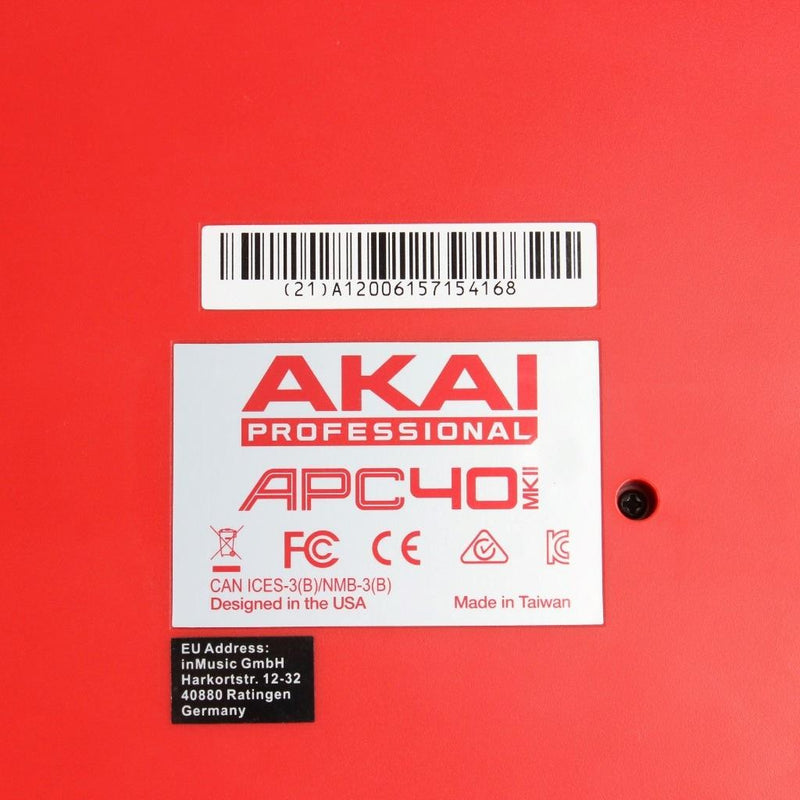 (21)A12006157154168
AKAI
PROFESSIONAL
APC40 MKII
FC CE
CAN ICES-3(B)/NMB-3(B)
Designed in the USA Made in Taiwan
EU Address:
inMusic GmbH
Harkortstr. 12-32
40880 Ratingen
Germany